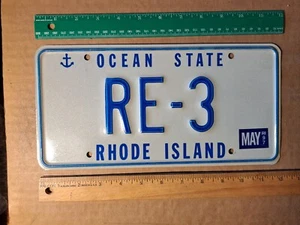 OCEAN STATE
RE-3
MAY
RHODE ISLAND